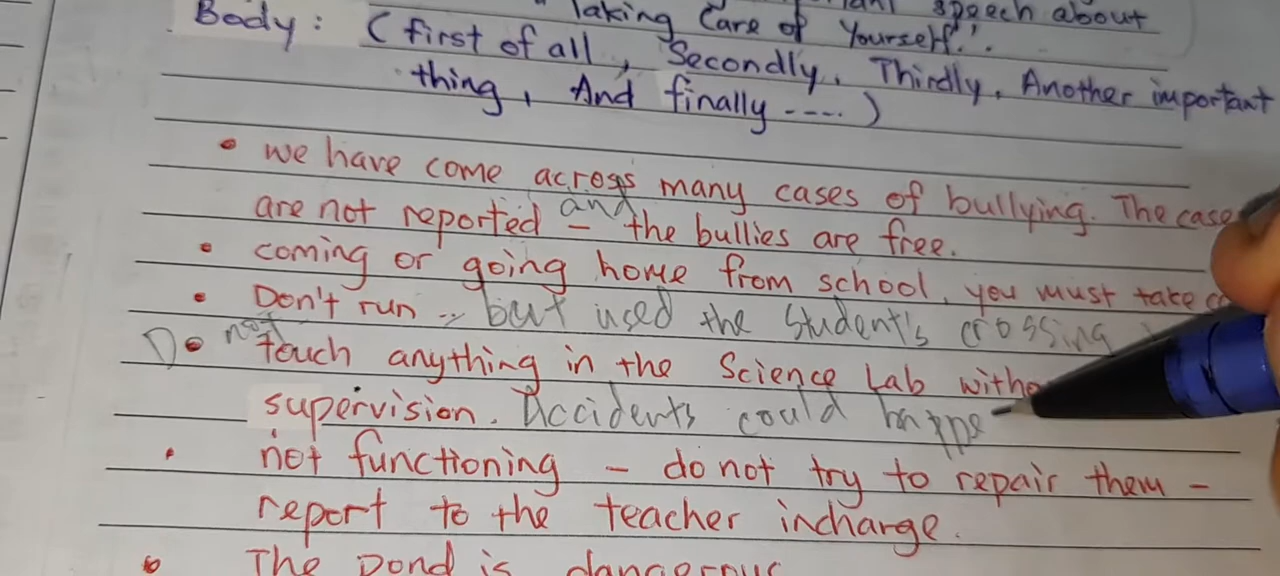 speech about
Taking Care of Yourself!'.
Body: (first of all, Secondly, Thirdly, Another important
thing, And finally ----)
• we have come across many cases of bullying. The case
are not reported – and the bullies are free.
• coming or going home from school, you must take
• Don't run .. but used the student's crossing
Do not touch anything in the Science Lab witho
supervision. Accidents could happe
• not functioning – do not try to repair them –
report to the teacher incharge.
• The Pond is dangerous